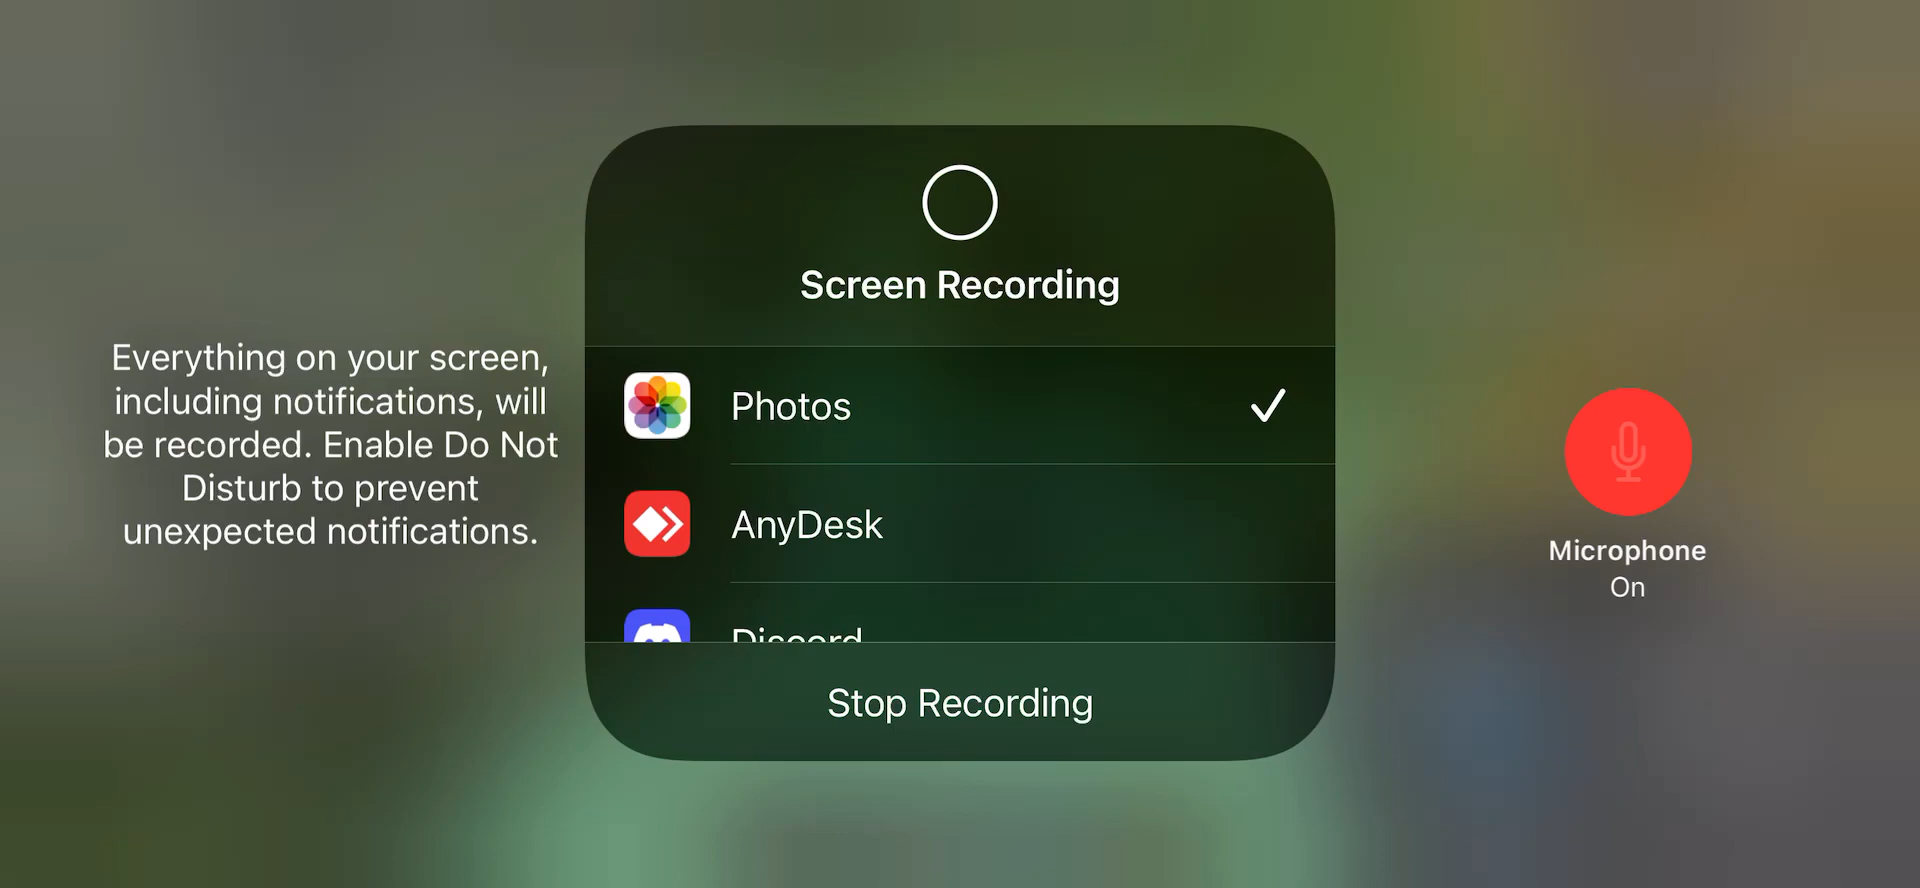 Screen Recording
Everything on your screen,
including notifications, will
be recorded. Enable Do Not
Disturb to prevent
unexpected notifications.
Photos
AnyDesk
Discord
Stop Recording
Microphone
On